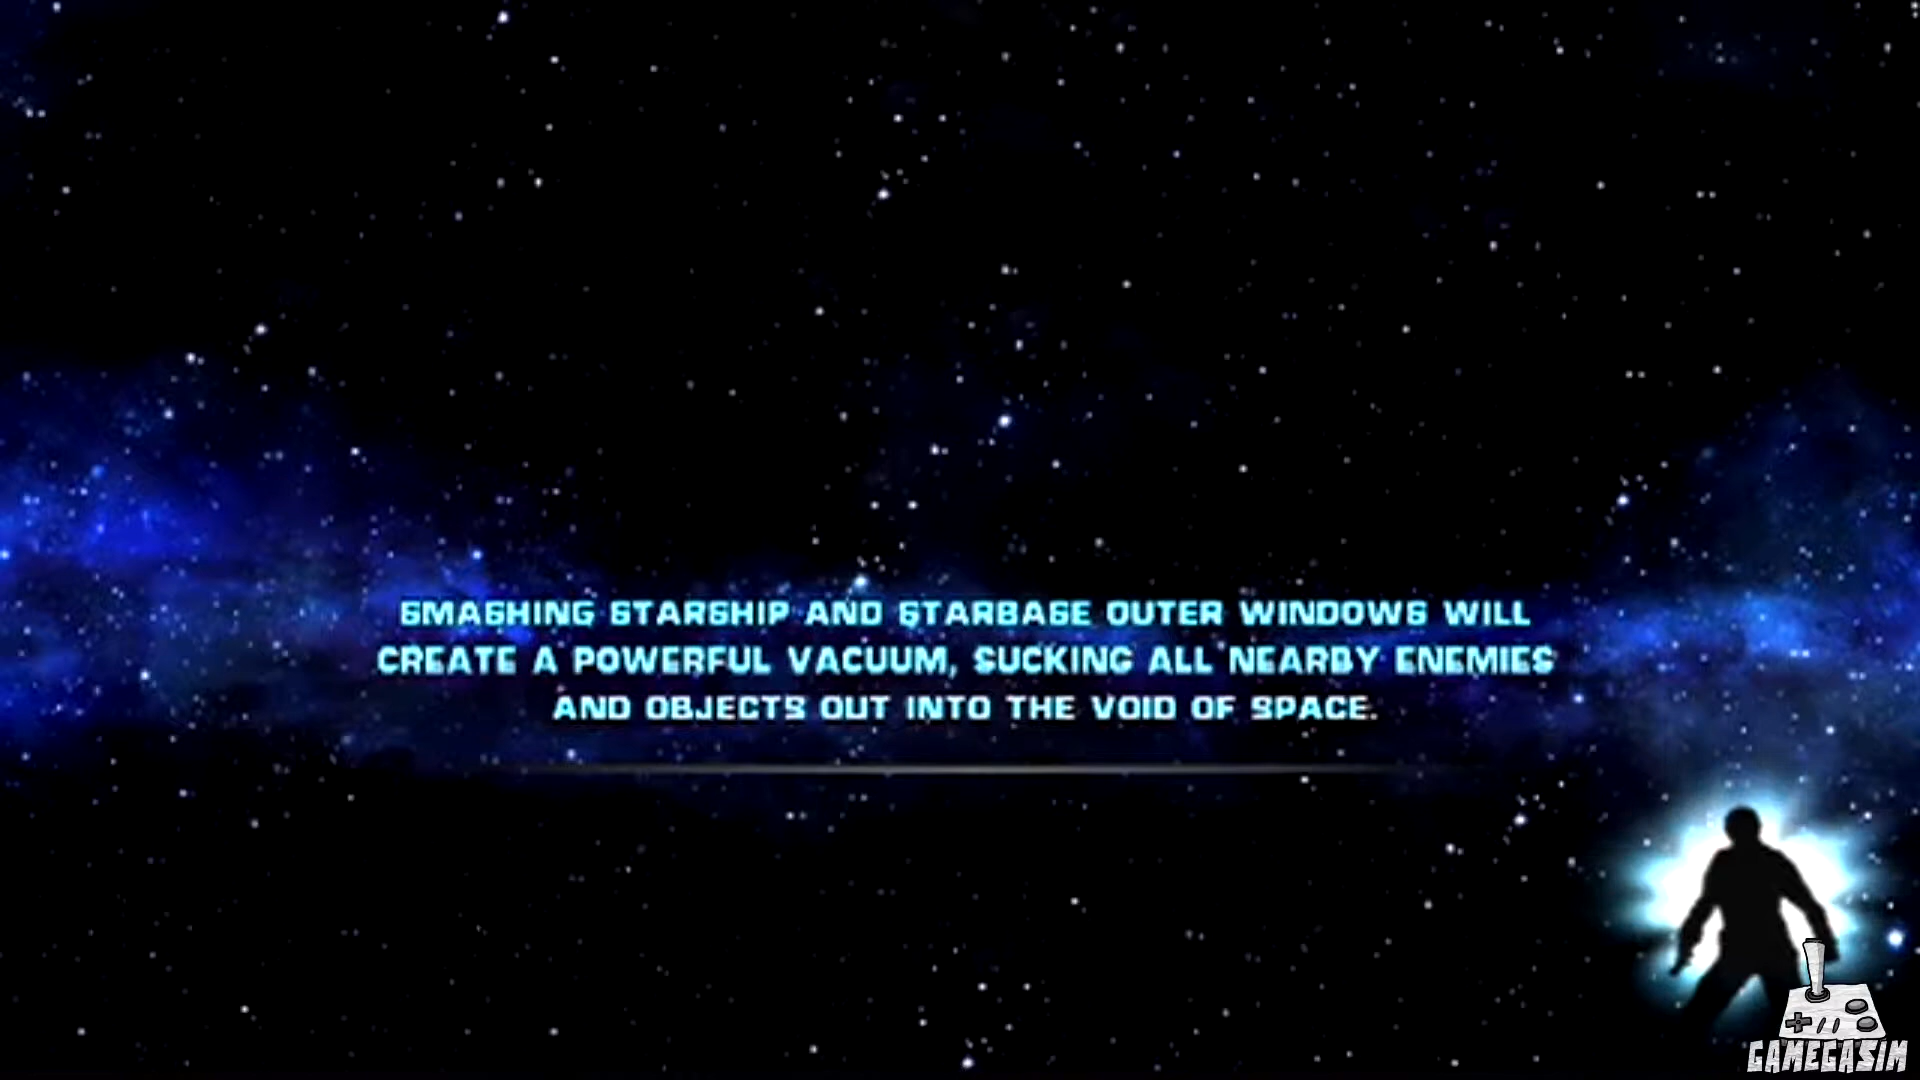 SMASHING STARSHIP AND STARBASE OUTER WINDOWS WILL
CREATE A POWERFUL VACUUM, SUCKING ALL NEARBY ENEMIES
AND OBJECTS OUT INTO THE VOID OF SPACE.
GAMEGASIM